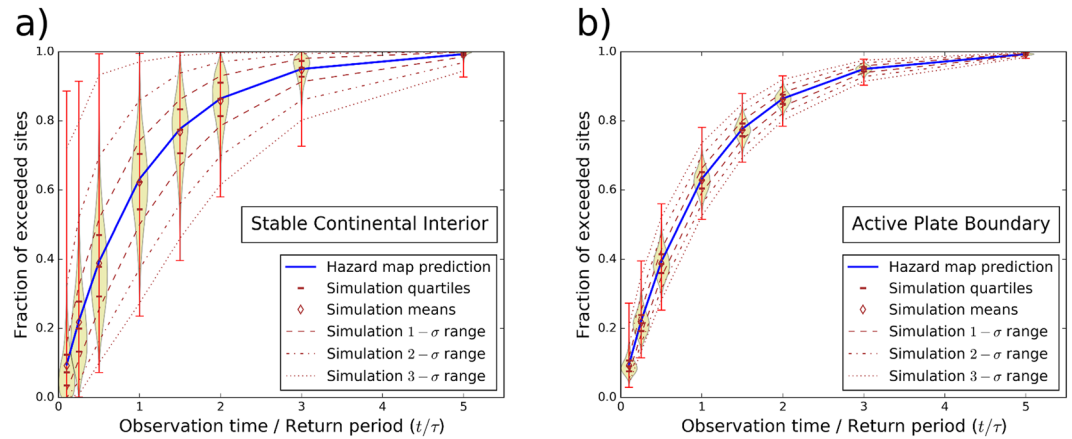 a)
1.0
0.8
0.6
0.4
0.2
0.0
Fraction of exceeded sites
Stable Continental Interior
Hazard map prediction
Simulation quartiles
Simulation means
Simulation 1 − σ range
Simulation 2 − σ range
Simulation 3 − σ range
0 1 2 3 4 5
Observation time / Return period (t/τ)
b)
1.0
0.8
0.6
0.4
0.2
0.0
Fraction of exceeded sites
Active Plate Boundary
Hazard map prediction
Simulation quartiles
Simulation means
Simulation 1 − σ range
Simulation 2 − σ range
Simulation 3 − σ range
0 1 2 3 4 5
Observation time / Return period (t/τ)